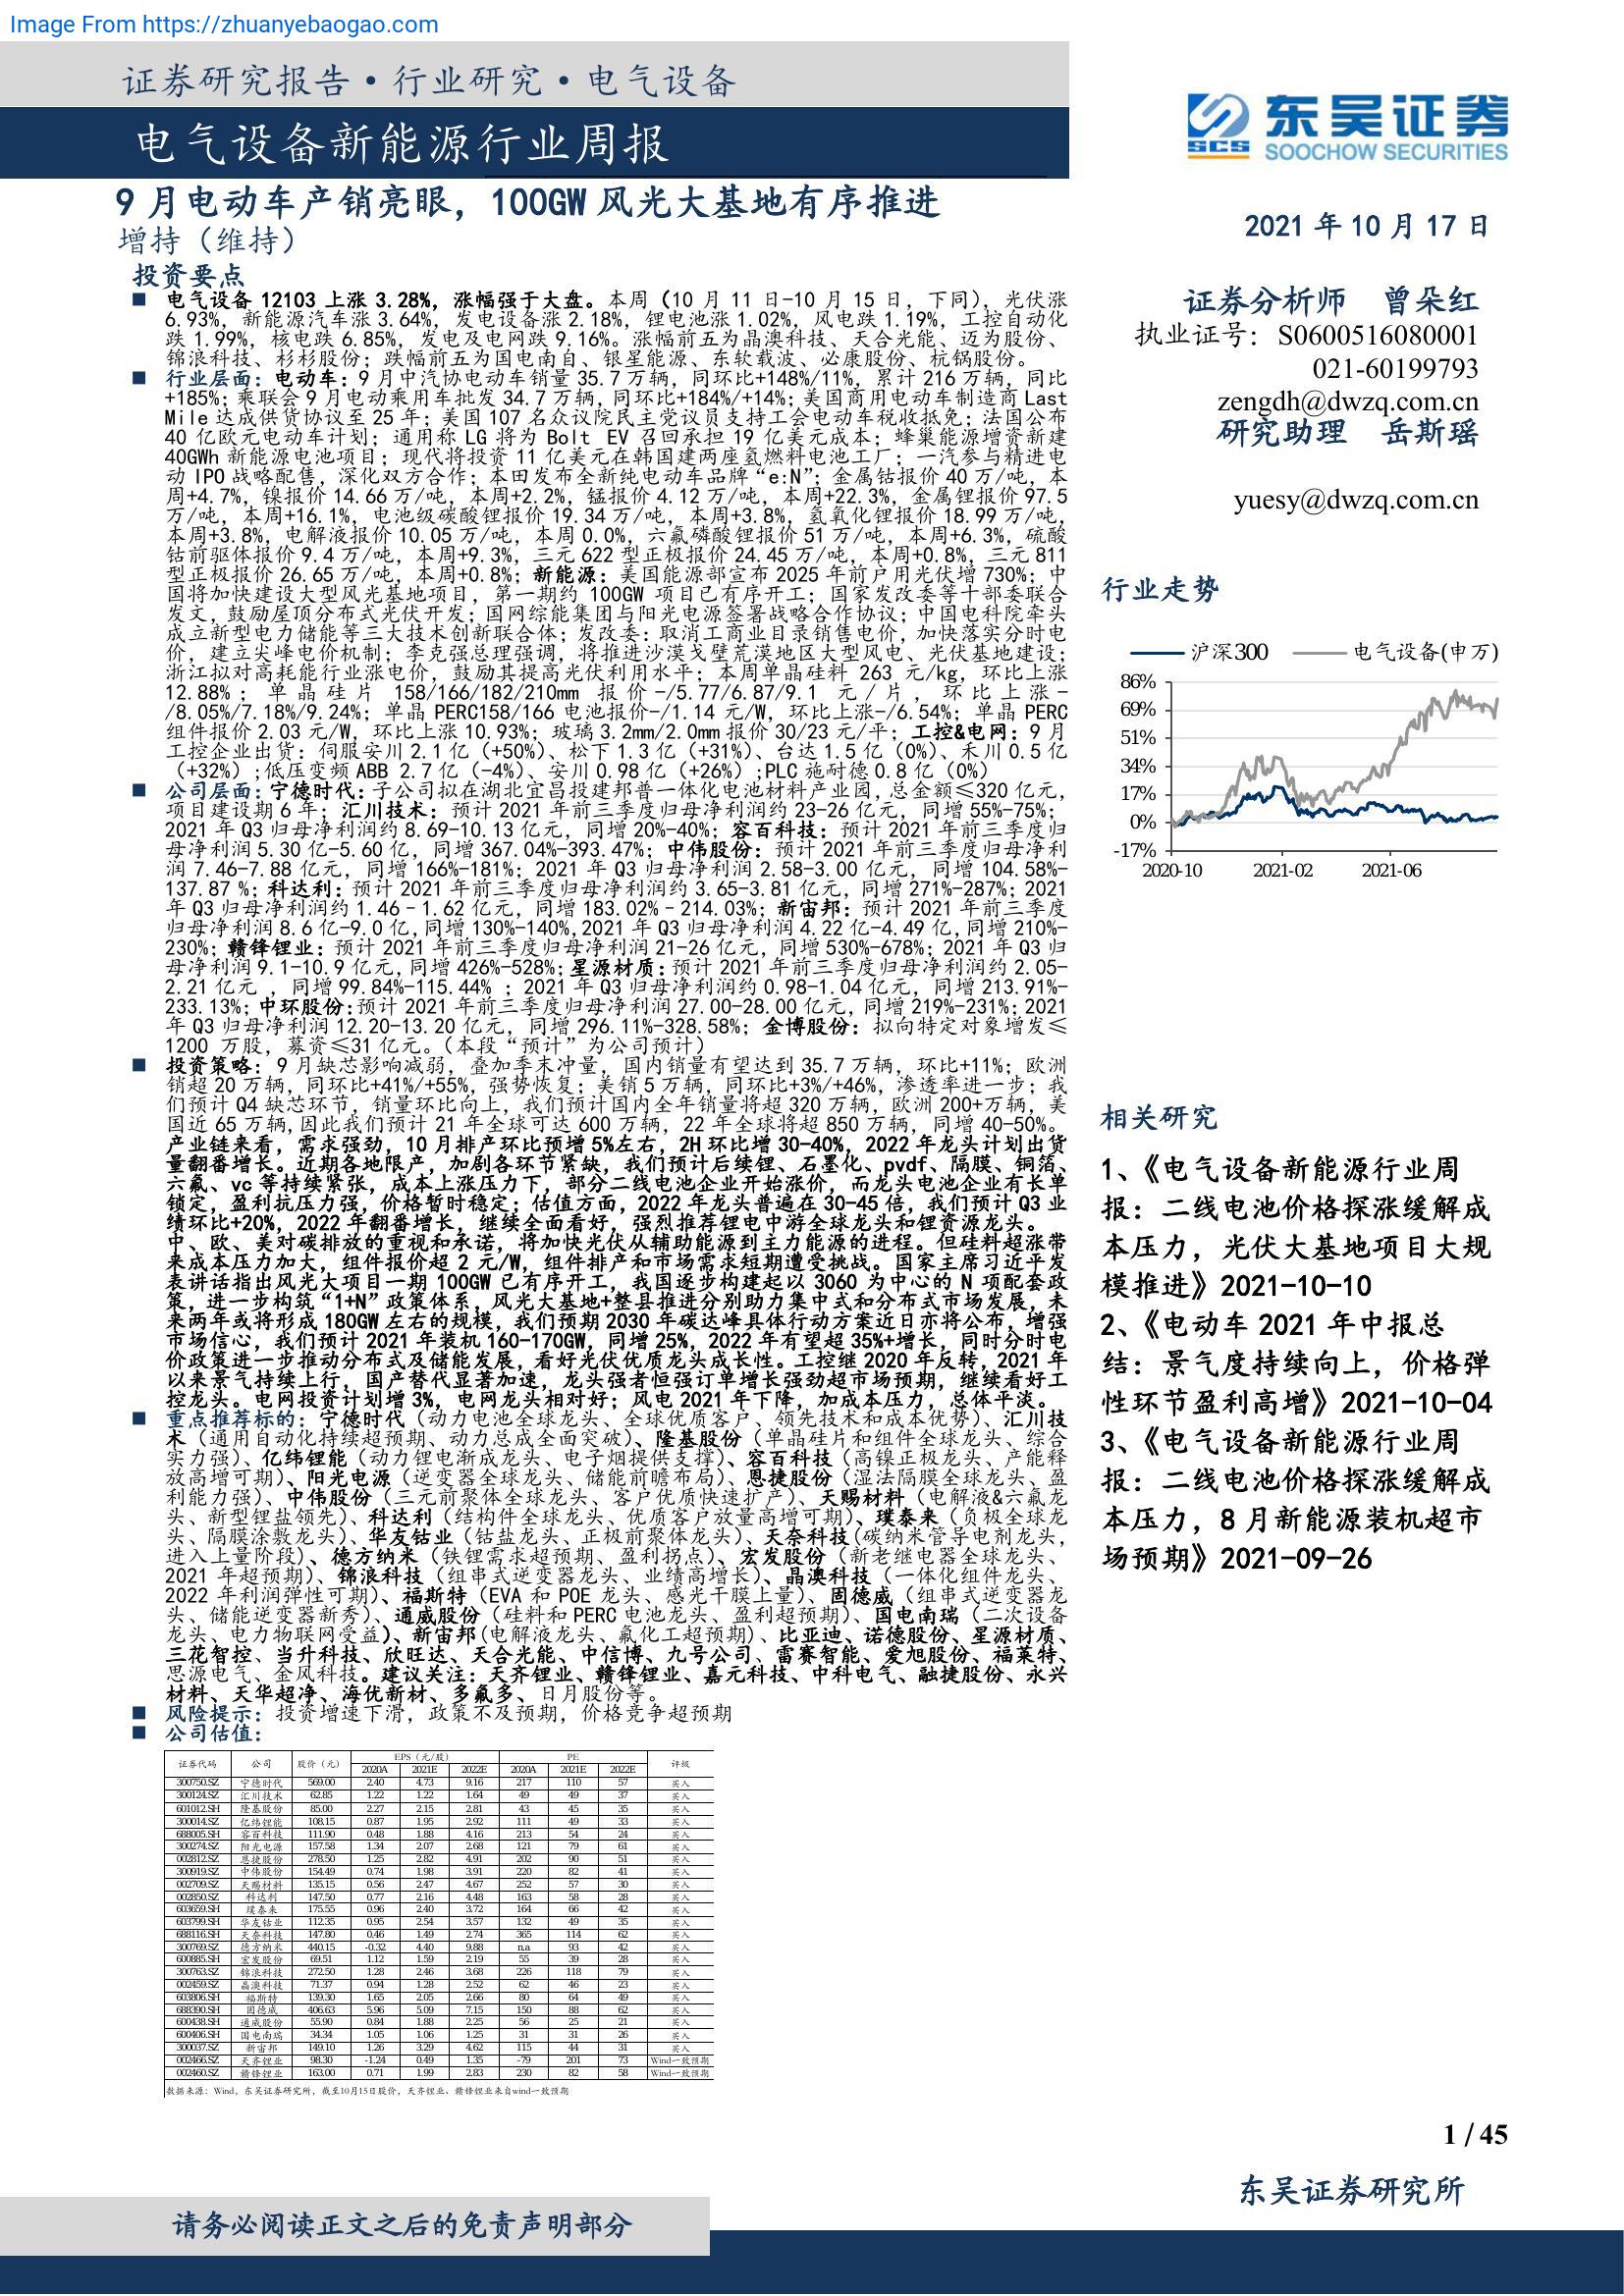 Image From https://zhuanyebaogao.com
证券研究报告·行业研究·电气设备
电气设备新能源行业周报
东吴证券
SCS SOOCHOW SECURITIES
9 月电动车产销亮眼，100GW 风光大基地有序推进
增持（维持）
投资要点
■ 电气设备 12103 上涨 3.28%，涨幅强于大盘。本周（10 月 11 日-10 月 15 日，下同），光伏涨
6.93%，新能源汽车涨 3.64%，发电设备涨 2.18%，锂电池涨 1.02%，风电跌 1.19%，工控自动化
跌 1.99%，核电跌 6.85%，发电及电网跌 9.16%。涨幅前五为晶澳科技、天合光能、迈为股份、
锦浪科技、杉杉股份；跌幅前五为国电南自、银星能源、东软载波、必康股份、杭锅股份。
■ 行业层面：电动车：9 月中汽协电动车销量 35.7 万辆，同环比+148%/11%，累计 216 万辆，同比
+185%；乘联会 9 月电动乘用车批发 34.7 万辆，同环比+184%/+14%；美国商用电动车制造商 Last
Mile 达成供货协议至 25 年；美国 107 名众议院民主党议员支持工会电动车税收抵免；法国公布
40 亿欧元电动车计划；通用称 LG 将为 Bolt EV 召回承担 19 亿美元成本；蜂巢能源增资新建
40GWh 新能源电池项目；现代将投资 11 亿美元在韩国建两座氢燃料电池工厂；一汽参与精进电
动 IPO 战略配售，深化双方合作；本田发布全新纯电动车品牌“e:N”；金属钴报价 40 万/吨，本
周+4.7%，镍报价 14.66 万/吨，本周+2.2%，锰报价 4.12 万/吨，本周+22.3%，金属锂报价 97.5
万/吨，本周+16.1%，电池级碳酸锂报价 19.34 万/吨，本周+3.8%，氢氧化锂报价 18.99 万/吨，
本周+3.8%，电解液报价 10.05 万/吨，本周 0.0%，六氟磷酸锂报价 51 万/吨，本周+6.3%，硫酸
钴前驱体报价 9.4 万/吨，本周+9.3%，三元 622 型正极报价 24.45 万/吨，本周+0.8%，三元 811
型正极报价 26.65 万/吨，本周+0.8%；新能源：美国能源部宣布 2025 年前户用光伏增 730%；中
国将加快建设大型风光基地项目，第一期约 100GW 项目已有序开工；国家发改委等十部委联合
发文，鼓励屋顶分布式光伏开发；国网综能集团与阳光电源签署战略合作协议；中国电科院牵头
成立新型电力储能等三大技术创新联合体；发改委：取消工商业目录销售电价，加快落实分时电
价，建立尖峰电价机制；李克强总理强调，将推进沙漠戈壁荒漠地区大型风电、光伏基地建设；
浙江拟对高耗能行业涨电价，鼓励其提高光伏利用水平；本周单晶硅料 263 元/kg，环比上涨
12.88%；单晶硅片 158/166/182/210mm 报价-/5.77/6.87/9.1 元/片，环比上涨-
/8.05%/7.18%/9.24%；单晶 PERC158/166 电池报价-/1.14 元/W，环比上涨-/6.54%；单晶 PERC
组件报价 2.03 元/W，环比上涨 10.93%；玻璃 3.2mm/2.0mm 报价 30/23 元/平；工控&电网：9 月
工控企业出货：伺服安川 2.1 亿（+50%）、松下 1.3 亿（+31%）、台达 1.5 亿（0%）、禾川 0.5 亿
（+32%）;低压变频 ABB 2.7 亿（-4%）、安川 0.98 亿（+26%）;PLC 施耐德 0.8 亿（0%）
■ 公司层面：宁德时代：子公司拟在湖北宜昌投建邦普一体化电池材料产业园，总金额≤320 亿元，
项目建设期 6 年；汇川技术：预计 2021 年前三季度归母净利润约 23-26 亿元，同增 55%-75%；
2021 年 Q3 归母净利润约 8.69-10.13 亿元，同增 20%-40%；容百科技：预计 2021 年前三季度归
母净利润 5.30 亿-5.60 亿，同增 367.04%-393.47%；中伟股份：预计 2021 年前三季度归母净利
润 7.46-7.88 亿元，同增 166%-181%；2021 年 Q3 归母净利润 2.58-3.00 亿元，同增 104.58%-
137.87 %；科达利：预计 2021 年前三季度归母净利润约 3.65-3.81 亿元，同增 271%-287%；2021
年 Q3 归母净利润约 1.46－1.62 亿元，同增 183.02%－214.03%；新宙邦：预计 2021 年前三季度
归母净利润 8.6 亿-9.0 亿，同增 130%-140%，2021 年 Q3 归母净利润 4.22 亿-4.49 亿，同增 210%-
230%；赣锋锂业：预计 2021 年前三季度归母净利润 21-26 亿元，同增 530%-678%；2021 年 Q3 归
母净利润 9.1-10.9 亿元，同增 426%-528%；星源材质：预计 2021 年前三季度归母净利润约 2.05-
2.21 亿元 ，同增 99.84%-115.44% ；2021 年 Q3 归母净利润约 0.98-1.04 亿元，同增 213.91%-
233.13%；中环股份：预计 2021 年前三季度归母净利润 27.00-28.00 亿元，同增 219%-231%；2021
年 Q3 归母净利润 12.20-13.20 亿元，同增 296.11%-328.58%；金博股份：拟向特定对象增发≤
1200 万股，募资≤31 亿元。（本段“预计”为公司预计）
■ 投资策略：9 月缺芯影响减弱，叠加季末冲量，国内销量有望达到 35.7 万辆，环比+11%；欧洲
销超 20 万辆，同环比+41%/+55%，强势恢复；美销 5 万辆，同环比+3%/+46%，渗透率进一步；我
们预计 Q4 缺芯环节，销量环比向上，我们预计国内全年销量将超 320 万辆，欧洲 200+万辆，美
国近 65 万辆,因此我们预计 21 年全球可达 600 万辆，22 年全球将超 850 万辆，同增 40-50%。
产业链来看，需求强劲，10 月排产环比预增 5%左右，2H 环比增 30-40%，2022 年龙头计划出货
量翻番增长。近期各地限产，加剧各环节紧缺，我们预计后续锂、石墨化、pvdf、隔膜、铜箔、
六氟、vc 等持续紧张，成本上涨压力下，部分二线电池企业开始涨价，而龙头电池企业有长单
锁定，盈利抗压力强，价格暂时稳定；估值方面，2022 年龙头普遍在 30-45 倍，我们预计 Q3 业
绩环比+20%，2022 年翻番增长，继续全面看好，强烈推荐锂电中游全球龙头和锂资源龙头。
中、欧、美对碳排放的重视和承诺，将加快光伏从辅助能源到主力能源的进程。但硅料超涨带
来成本压力加大，组件报价超 2 元/W，组件排产和市场需求短期遭受挑战。国家主席习近平发
表讲话指出风光大项目一期 100GW 已有序开工，我国逐步构建起以 3060 为中心的 N 项配套政
策，进一步构筑“1+N”政策体系，风光大基地+整县推进分别助力集中式和分布式市场发展，未
来两年或将形成 180GW 左右的规模，我们预期 2030 年碳达峰具体行动方案近日亦将公布，增强
市场信心，我们预计 2021 年装机 160-170GW，同增 25%，2022 年有望超 35%+增长，同时分时电
价政策进一步推动分布式及储能发展，看好光伏优质龙头成长性。工控继 2020 年反转，2021 年
以来景气持续上行，国产替代显著加速，龙头强者恒强订单增长强劲超市场预期，继续看好工
控龙头。电网投资计划增 3%，电网龙头相对好；风电 2021 年下降，加成本压力，总体平淡。
■ 重点推荐标的：宁德时代（动力电池全球龙头、全球优质客户、领先技术和成本优势）、汇川技
术（通用自动化持续超预期、动力总成全面突破）、隆基股份（单晶硅片和组件全球龙头、综合
实力强）、亿纬锂能（动力锂电渐成龙头、电子烟提供支撑）、容百科技（高镍正极龙头、产能释
放高增可期）、阳光电源（逆变器全球龙头、储能前瞻布局）、恩捷股份（湿法隔膜全球龙头、盈
利能力强）、中伟股份（三元前聚体全球龙头、客户优质快速扩产）、天赐材料（电解液&六氟龙
头、新型锂盐领先）、科达利（结构件全球龙头、优质客户放量高增可期）、璞泰来（负极全球龙
头、隔膜涂敷龙头）、华友钴业（钴盐龙头、正极前聚体龙头）、天奈科技(碳纳米管导电剂龙头，
进入上量阶段）、德方纳米（铁锂需求超预期、盈利拐点）、宏发股份（新老继电器全球龙头、
2021 年超预期）、锦浪科技（组串式逆变器龙头、业绩高增长）、晶澳科技（一体化组件龙头、
2022 年利润弹性可期）、福斯特（EVA 和 POE 龙头、感光干膜上量）、固德威（组串式逆变器龙
头、储能逆变器新秀）、通威股份（硅料和 PERC 电池龙头、盈利超预期）、国电南瑞（二次设备
龙头、电力物联网受益)、新宙邦(电解液龙头、氟化工超预期）、比亚迪、诺德股份、星源材质、
三花智控、当升科技、欣旺达、天合光能、中信博、九号公司、雷赛智能、爱旭股份、福莱特、
思源电气、金风科技。建议关注：天齐锂业、赣锋锂业、嘉元科技、中科电气、融捷股份、永兴
材料、天华超净、海优新材、多氟多、日月股份等。
■ 风险提示：投资增速下滑，政策不及预期，价格竞争超预期
■ 公司估值：
证券代码 公司 股价（元） EPS（元/股） PE 评级
2020A 2021E 2022E 2020A 2021E 2022E
300750.SZ 宁德时代 569.00 2.40 4.73 9.16 217 110 57 买入
300124.SZ 汇川技术 62.85 1.22 1.22 1.64 49 49 37 买入
601012.SH 隆基股份 85.00 2.27 2.15 2.81 43 45 35 买入
300014.SZ 亿纬锂能 108.15 0.87 1.95 2.92 111 49 33 买入
688005.SH 容百科技 111.90 0.48 1.88 4.16 213 54 24 买入
300274.SZ 阳光电源 157.58 1.34 2.07 2.68 121 79 61 买入
002812.SZ 恩捷股份 278.50 1.25 2.82 4.91 202 90 51 买入
300919.SZ 中伟股份 154.49 0.74 1.98 3.91 220 82 41 买入
002709.SZ 天赐材料 135.15 0.56 2.47 4.67 252 57 30 买入
002850.SZ 科达利 147.50 0.77 2.16 4.48 163 58 28 买入
603659.SH 璞泰来 175.55 0.96 2.40 3.72 164 66 42 买入
603799.SH 华友钴业 112.35 0.95 2.54 3.57 132 49 35 买入
688116.SH 天奈科技 147.80 0.46 1.49 2.74 365 114 62 买入
300769.SZ 德方纳米 440.15 -0.32 4.40 9.88 n.a 93 42 买入
600885.SH 宏发股份 69.51 1.12 1.59 2.19 55 39 28 买入
300763.SZ 锦浪科技 272.50 1.28 2.46 3.68 226 118 79 买入
002459.SZ 晶澳科技 71.37 0.94 1.28 2.52 62 46 23 买入
603806.SH 福斯特 139.30 1.65 2.05 2.66 80 64 49 买入
688390.SH 固德威 406.63 5.96 5.09 7.15 150 88 62 买入
600438.SH 通威股份 55.90 0.84 1.88 2.25 56 25 21 买入
600406.SH 国电南瑞 34.34 1.05 1.06 1.25 31 31 26 买入
300037.SZ 新宙邦 149.10 1.26 3.29 4.62 115 44 31 买入
002466.SZ 天齐锂业 98.30 -1.24 0.49 1.35 -79 201 73 Wind一致预期
002460.SZ 赣锋锂业 163.00 0.71 1.99 2.83 230 82 58 Wind一致预期
数据来源：Wind，东吴证券研究所，截至10月15日股价，天齐锂业、赣锋锂业来自wind一致预期
2021 年 10 月 17 日
证券分析师 曾朵红
执业证号：S0600516080001
021-60199793
zengdh@dwzq.com.cn
研究助理 岳斯瑶
yuesy@dwzq.com.cn
行业走势
沪深300 电气设备(申万)
86%
69%
51%
34%
17%
0%
-17%
2020-10 2021-02 2021-06
相关研究
1、《电气设备新能源行业周
报：二线电池价格探涨缓解成
本压力，光伏大基地项目大规
模推进》2021-10-10
2、《电动车 2021 年中报总
结：景气度持续向上，价格弹
性环节盈利高增》2021-10-04
3、《电气设备新能源行业周
报：二线电池价格探涨缓解成
本压力，8 月新能源装机超市
场预期》2021-09-26
1 / 45
东吴证券研究所
请务必阅读正文之后的免责声明部分